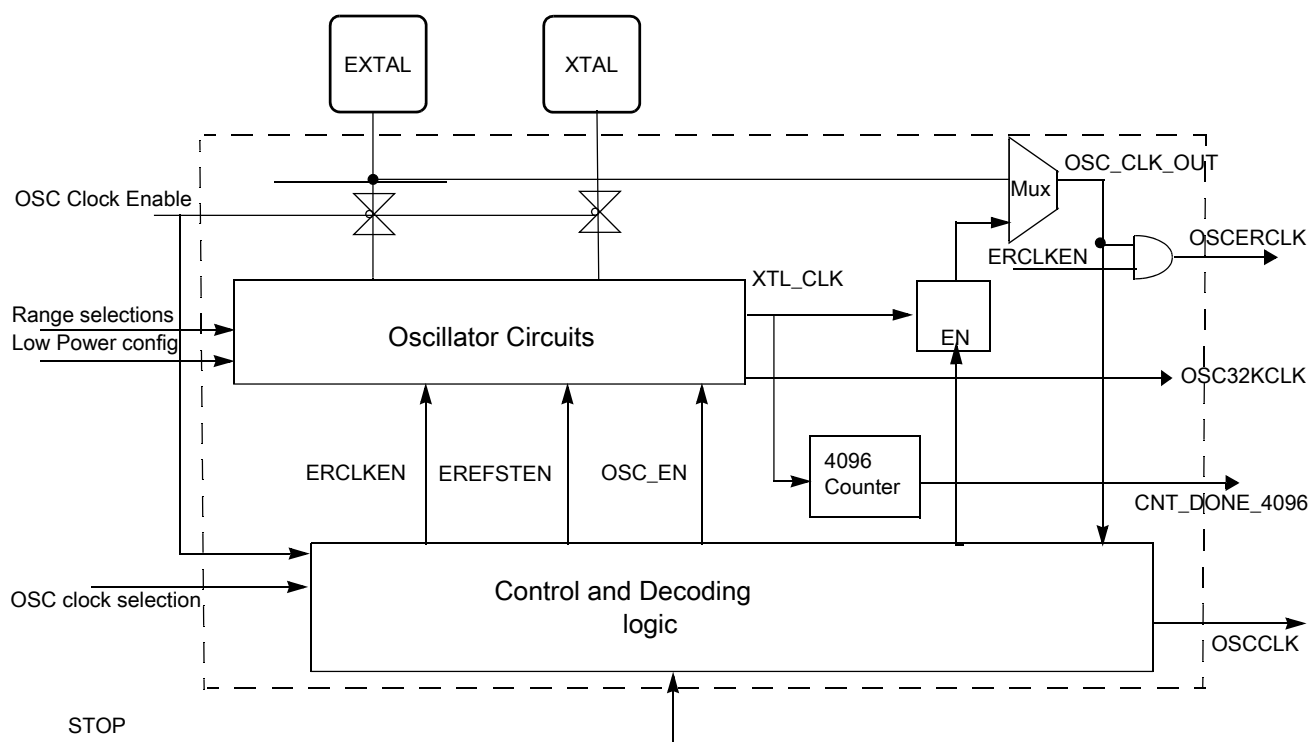 EXTAL
XTAL
OSC_CLK_OUT
Mux
OSC Clock Enable
OSCERCLK
ERCLKEN
XTL_CLK
Range selections
Low Power config
Oscillator Circuits
EN
OSC32KCLK
ERCLKEN
EREFSTEN
OSC_EN
4096
Counter
CNT_DONE_4096
OSC clock selection
Control and Decoding
logic
OSCCLK
STOP